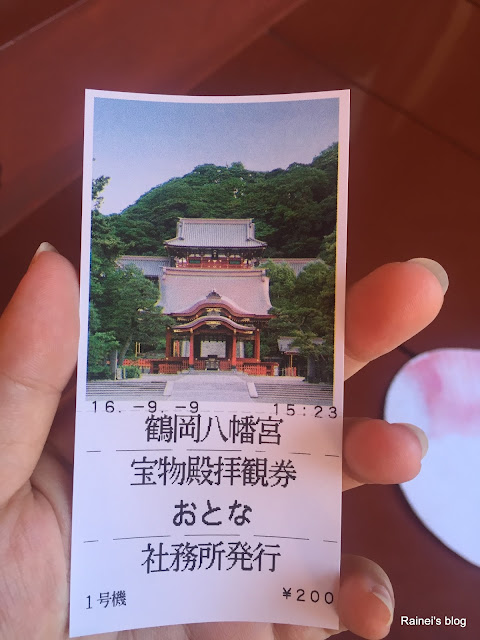 16.-9.-9 15:23
鶴岡八幡宮
宝物殿拝観券
おとな
社務所発行
1号機 ¥200
Rainei's blog